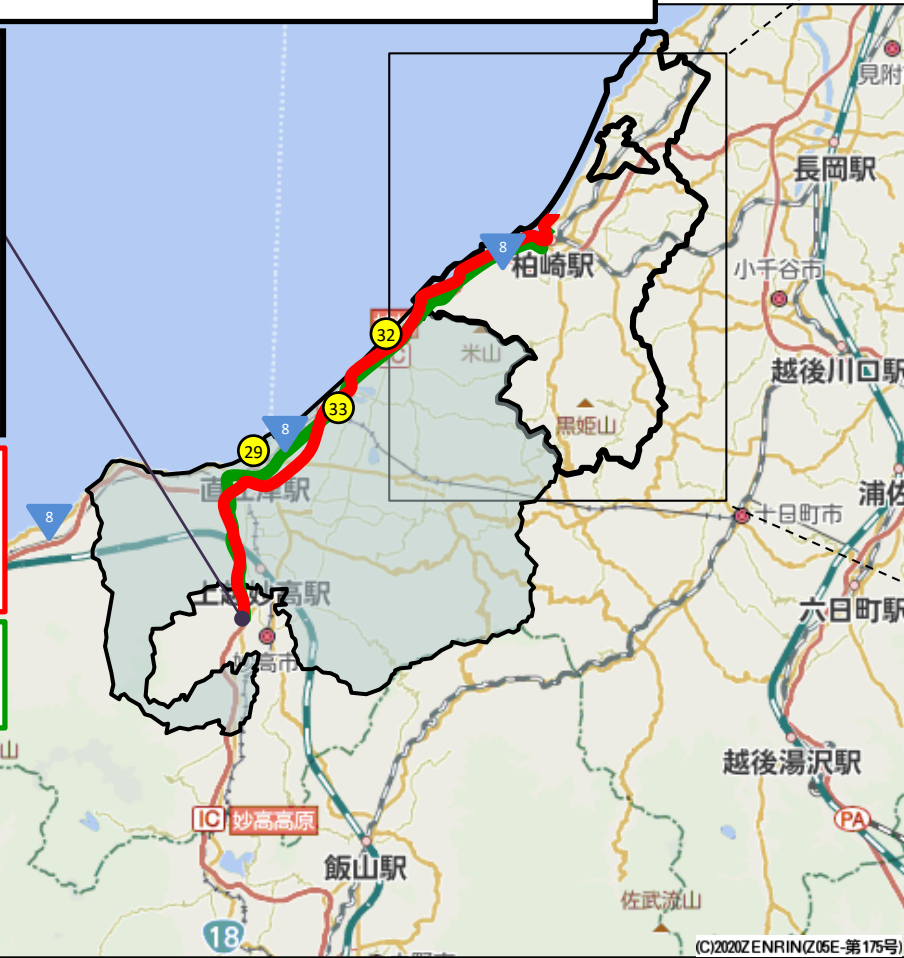 見附
長岡駅
8
柏崎駅
小千谷市
32
米山
越後川口駅
33
黒姫山
8
29
直江津駅
浦佐
8
十日町市
上越妙高駅
六日町駅
妙高市
山
越後湯沢駅
IC 妙高高原
PA
飯山駅
佐武流山
18
(C)2020ZENRIN(Z05E-第175号)